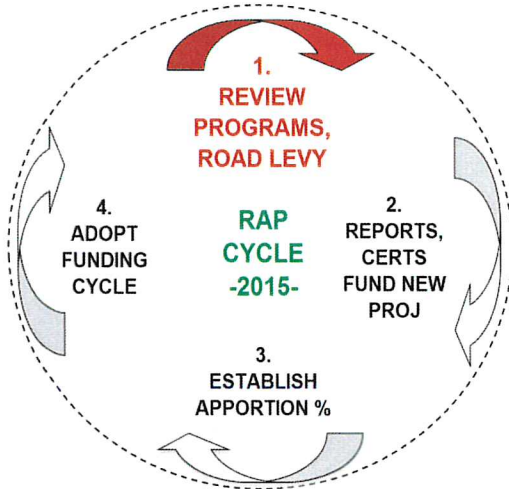 1.
REVIEW
PROGRAMS,
ROAD LEVY
2.
REPORTS,
CERTS
FUND NEW
PROJ
3.
ESTABLISH
APPORTION %
4.
ADOPT
FUNDING
CYCLE
RAP
CYCLE
-2015-